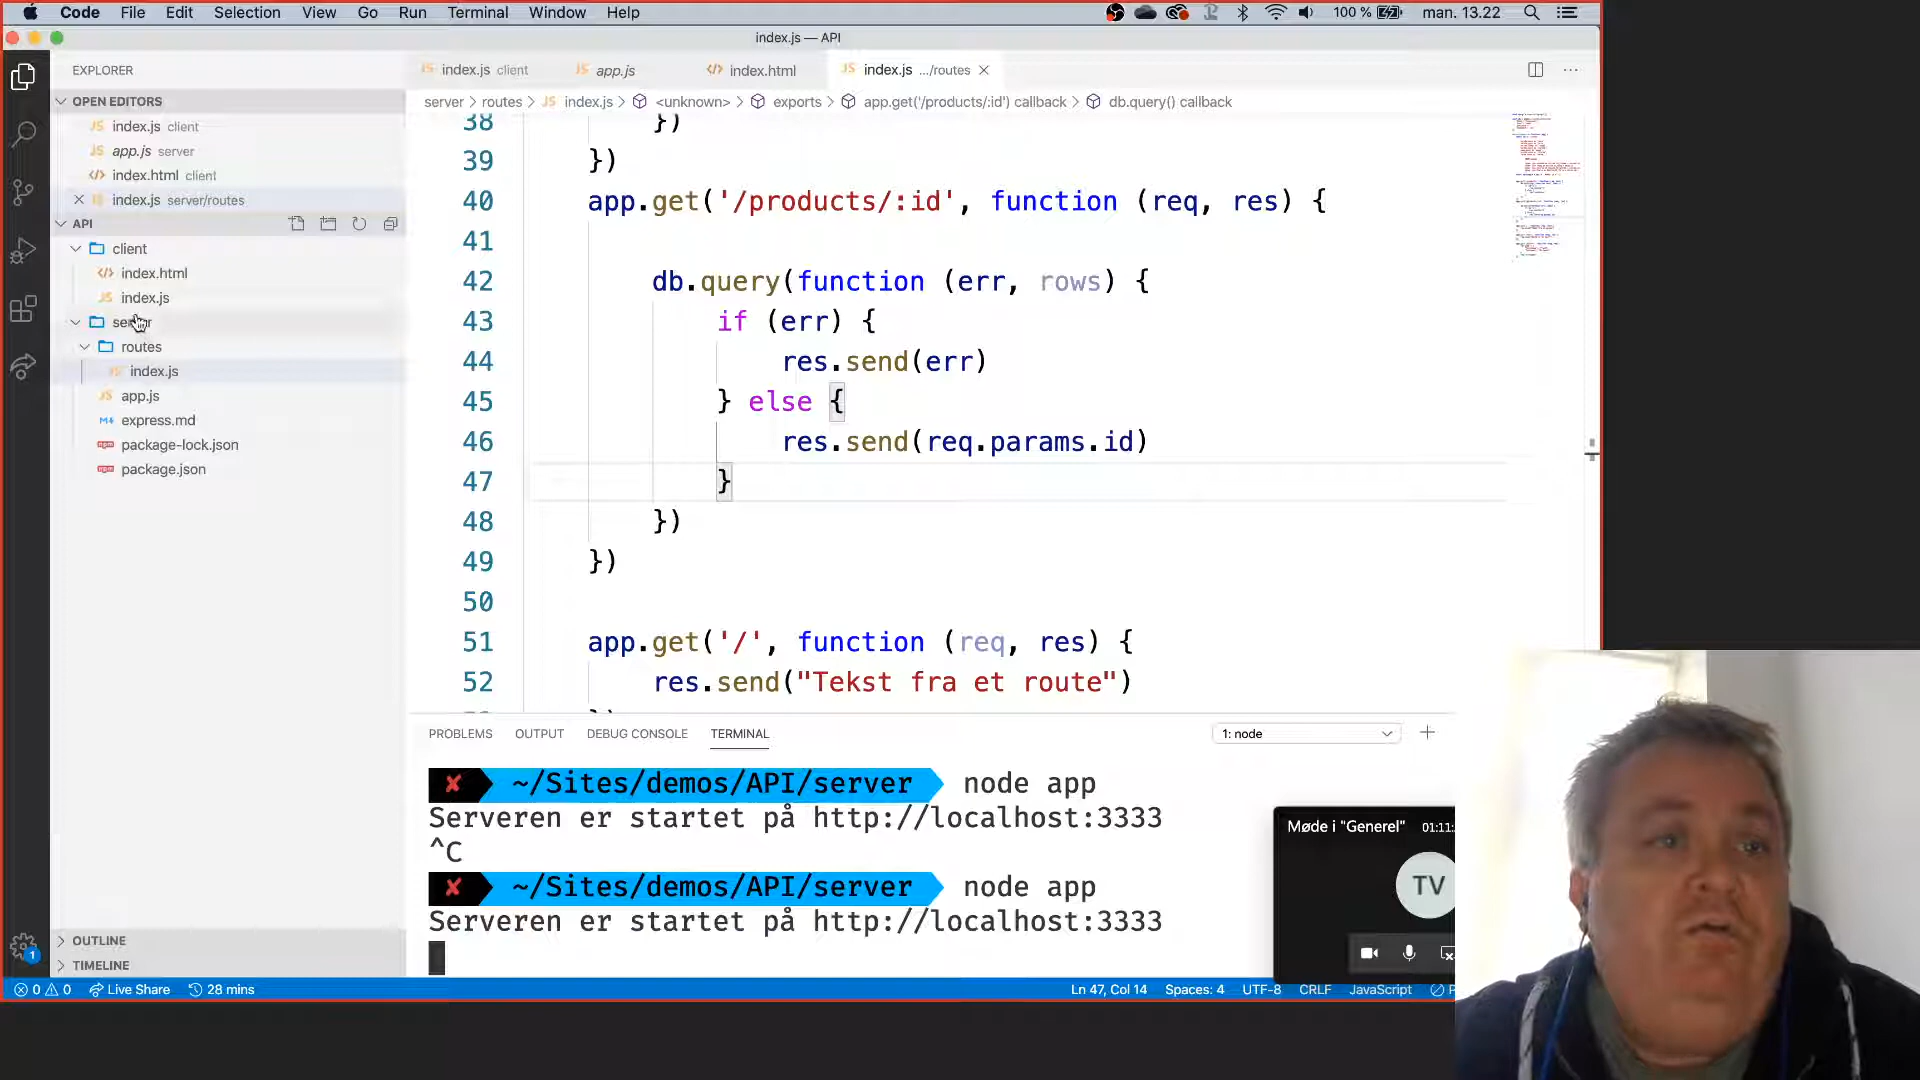 Code File Edit Selection View Go Run Terminal Window Help 100 % man. 13.22
index.js — API
EXPLORER
index.js client app.js index.html index.js .../routes
OPEN EDITORS
server > routes > index.js > <unknown> > exports > app.get('/products/:id') callback > db.query() callback
index.js client
app.js server
index.html client
index.js server/routes
API
client
index.html
index.js
server
routes
index.js
app.js
express.md
package-lock.json
package.json
38 })
39 })
40 app.get('/products/:id', function (req, res) {
41
42 db.query(function (err, rows) {
43 if (err) {
44 res.send(err)
45 } else {
46 res.send(req.params.id)
47 }
48 })
49 })
50
51 app.get('/', function (req, res) {
52 res.send("Tekst fra et route")
PROBLEMS OUTPUT DEBUG CONSOLE TERMINAL 1: node
✘ ~/Sites/demos/API/server node app
Serveren er startet på http://localhost:3333
^C
✘ ~/Sites/demos/API/server node app
Serveren er startet på http://localhost:3333
Møde i "Generel" 01:11:
TV
OUTLINE
TIMELINE
1
0 0 Live Share 28 mins Ln 47, Col 14 Spaces: 4 UTF-8 CRLF JavaScript